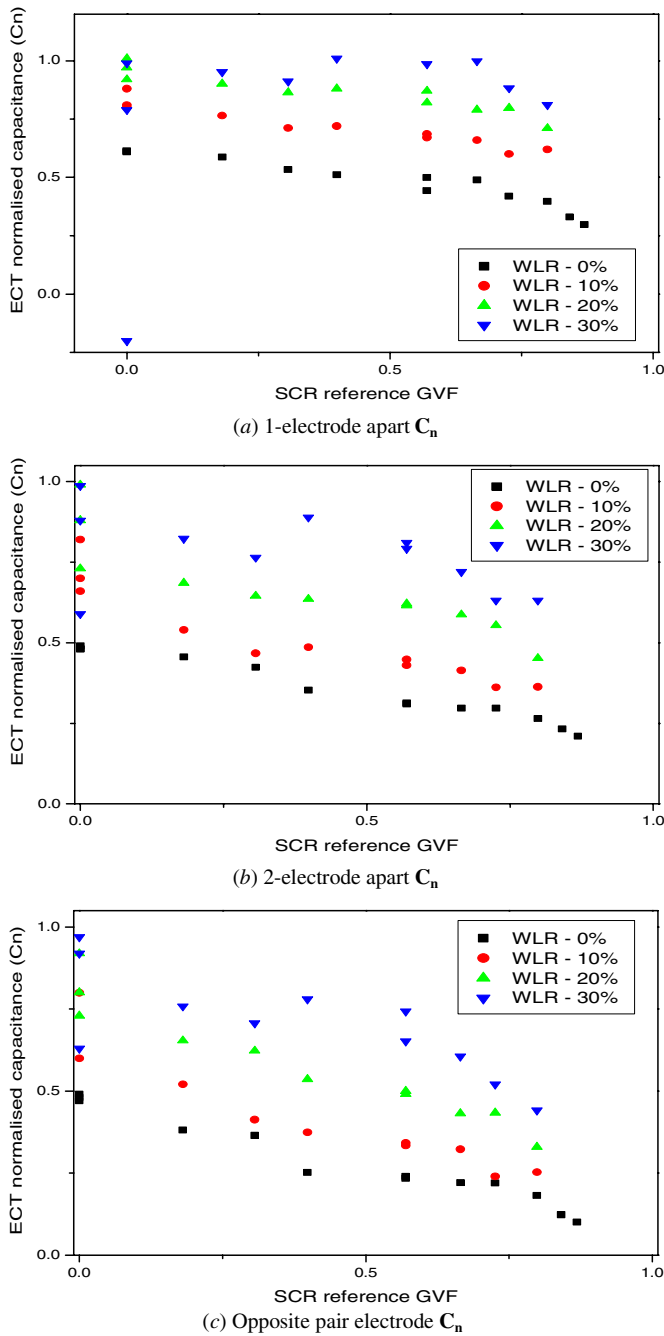 1.0
0.5
0.0
ECT normalised capacitance (Cn)
WLR - 0%
WLR - 10%
WLR - 20%
WLR - 30%
0.0
0.5
1.0
SCR reference GVF
(a) 1-electrode apart Cn
1.0
0.5
0.0
ECT normalised capacitance (Cn)
WLR - 0%
WLR - 10%
WLR - 20%
WLR - 30%
0.0
0.5
1.0
SCR reference GVF
(b) 2-electrode apart Cn
1.0
0.5
0.0
ECT normalised capacitance (Cn)
WLR - 0%
WLR - 10%
WLR - 20%
WLR - 30%
0.0
0.5
1.0
SCR reference GVF
(c) Opposite pair electrode Cn